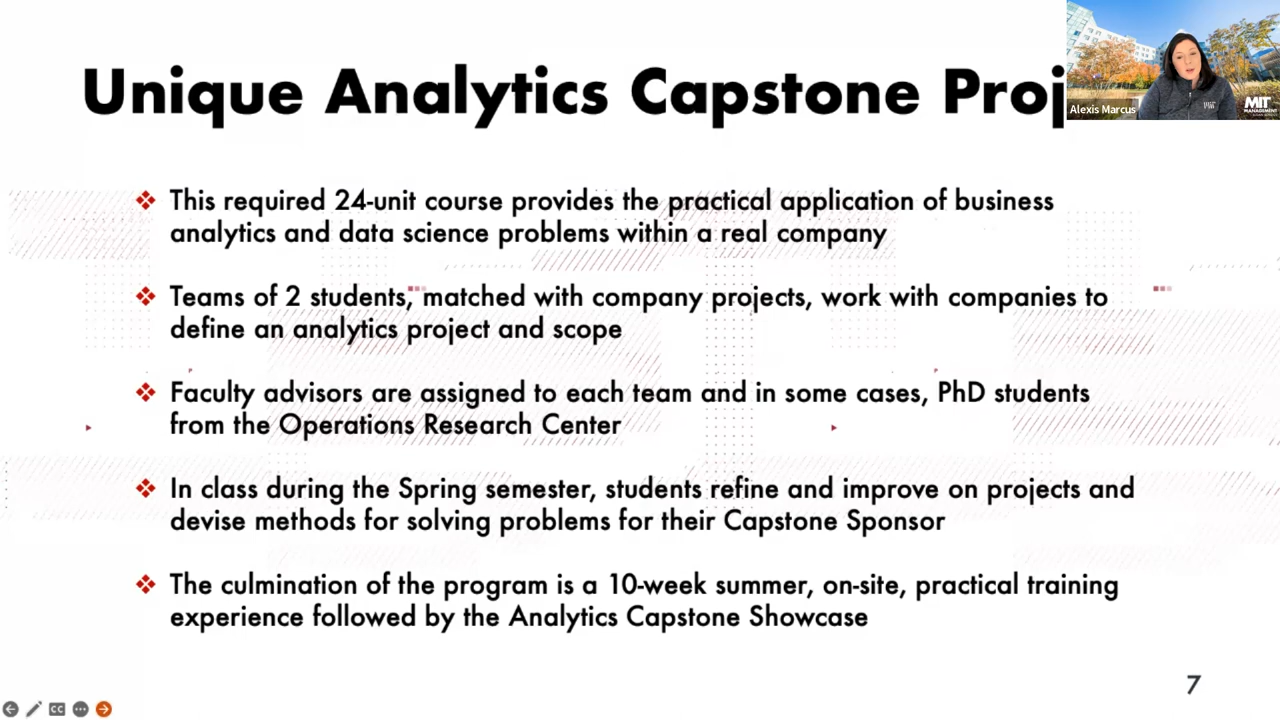 Unique Analytics Capstone Proj
Alexis Marcus
MIT
MIT
MANAGEMENT
This required 24-unit course provides the practical application of business
analytics and data science problems within a real company
Teams of 2 students, matched with company projects, work with companies to
define an analytics project and scope
Faculty advisors are assigned to each team and in some cases, PhD students
from the Operations Research Center
In class during the Spring semester, students refine and improve on projects and
devise methods for solving problems for their Capstone Sponsor
The culmination of the program is a 10-week summer, on-site, practical training
experience followed by the Analytics Capstone Showcase
7
CC